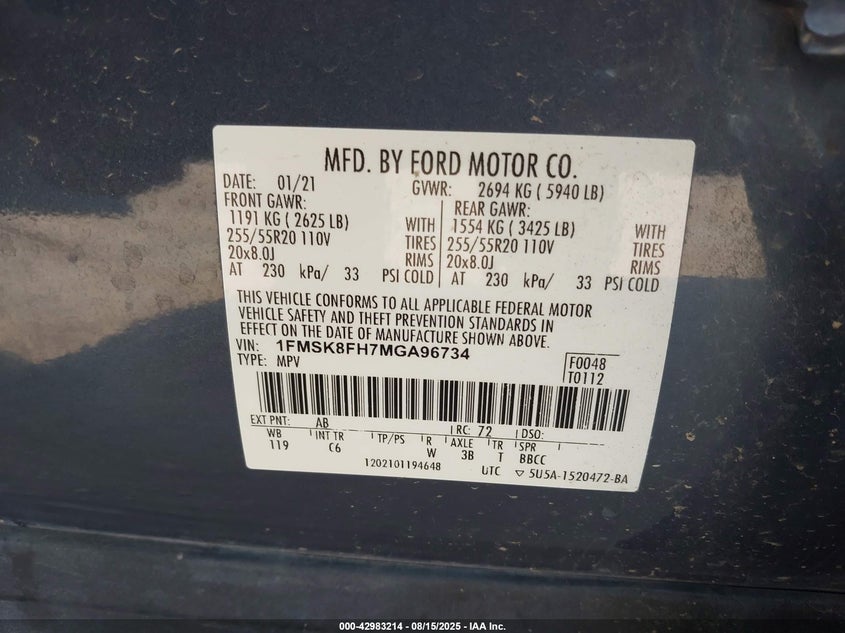 MFD. BY FORD MOTOR CO.
DATE: 01/21 GVWR: 2694 KG ( 5940 LB)
FRONT GAWR: REAR GAWR:
1191 KG ( 2625 LB) WITH 1554 KG ( 3425 LB) WITH
255/55R20 110V TIRES 255/55R20 110V TIRES
20x8.0J RIMS 20x8.0J RIMS
AT 230 kPa/ 33 PSI COLD AT 230 kPa/ 33 PSI COLD
THIS VEHICLE CONFORMS TO ALL APPLICABLE FEDERAL MOTOR
VEHICLE SAFETY AND THEFT PREVENTION STANDARDS IN
EFFECT ON THE DATE OF MANUFACTURE SHOWN ABOVE.
VIN: 1FMSK8FH7MGA96734
TYPE: MPV F0048
T0112
EXT PNT: AB RC: 72 DSO:
WB INT TR TP/PS R AXLE TR SPR
119 C6 W 3B T BBCC
1202101194648 UTC ▽ 5U5A-1520472-BA
000-42983214 - 08/15/2025 - IAA Inc.